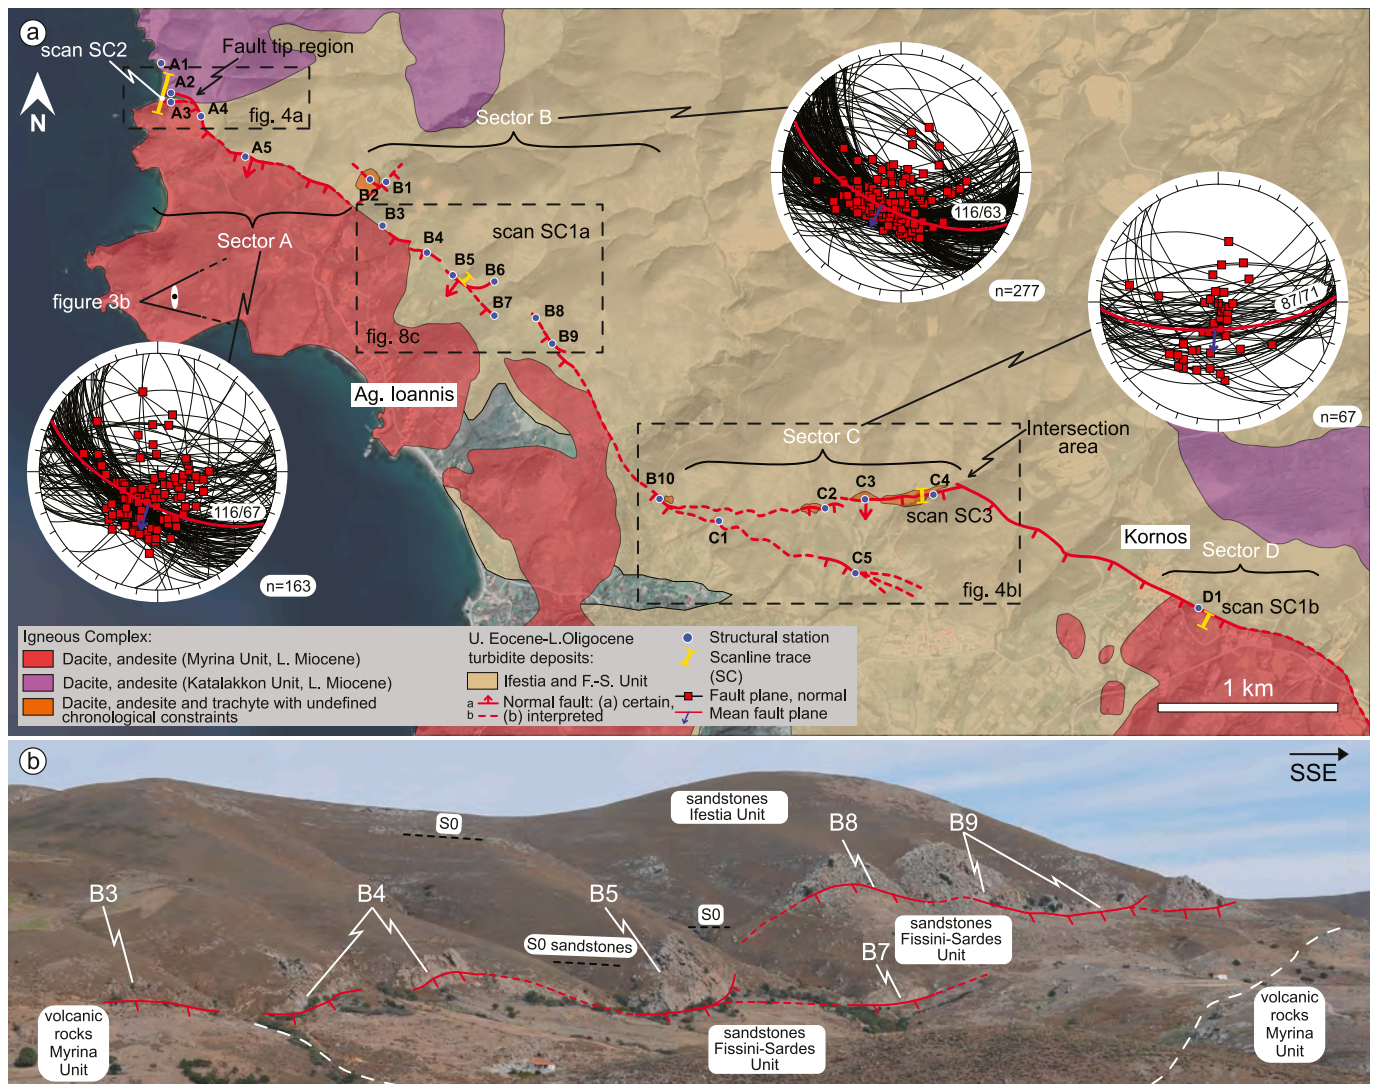 a
scan SC2
Fault tip region
A1
A2
A3
A4
fig. 4a
N
A5
Sector B
B2
B1
B3
scan SC1a
B4
B5
B6
B7
B8
B9
fig. 8c
Sector A
figure 3b
116/63
n=277
87/71
n=67
Ag. Ioannis
116/67
n=163
Sector C
Intersection
area
B10
C1
C2
C3
C4
scan SC3
C5
fig. 4b
Kornos
Sector D
D1
scan SC1b
Igneous Complex:
Dacite, andesite (Myrina Unit, L. Miocene)
Dacite, andesite (Katalakkon Unit, L. Miocene)
Dacite, andesite and trachyte with undefined
chronological constraints
U. Eocene-L.Oligocene
turbidite deposits:
Ifestia and F.-S. Unit
a
b
Normal fault: (a) certain,
(b) interpreted
Structural station
Scanline trace
(SC)
Fault plane, normal
Mean fault plane
1 km
b
SSE
sandstones
Ifestia Unit
S0
B3
B4
B5
B8
B9
S0
S0 sandstones
B7
sandstones
Fissini-Sardes
Unit
volcanic
rocks
Myrina
Unit
sandstones
Fissini-Sardes
Unit
volcanic
rocks
Myrina
Unit